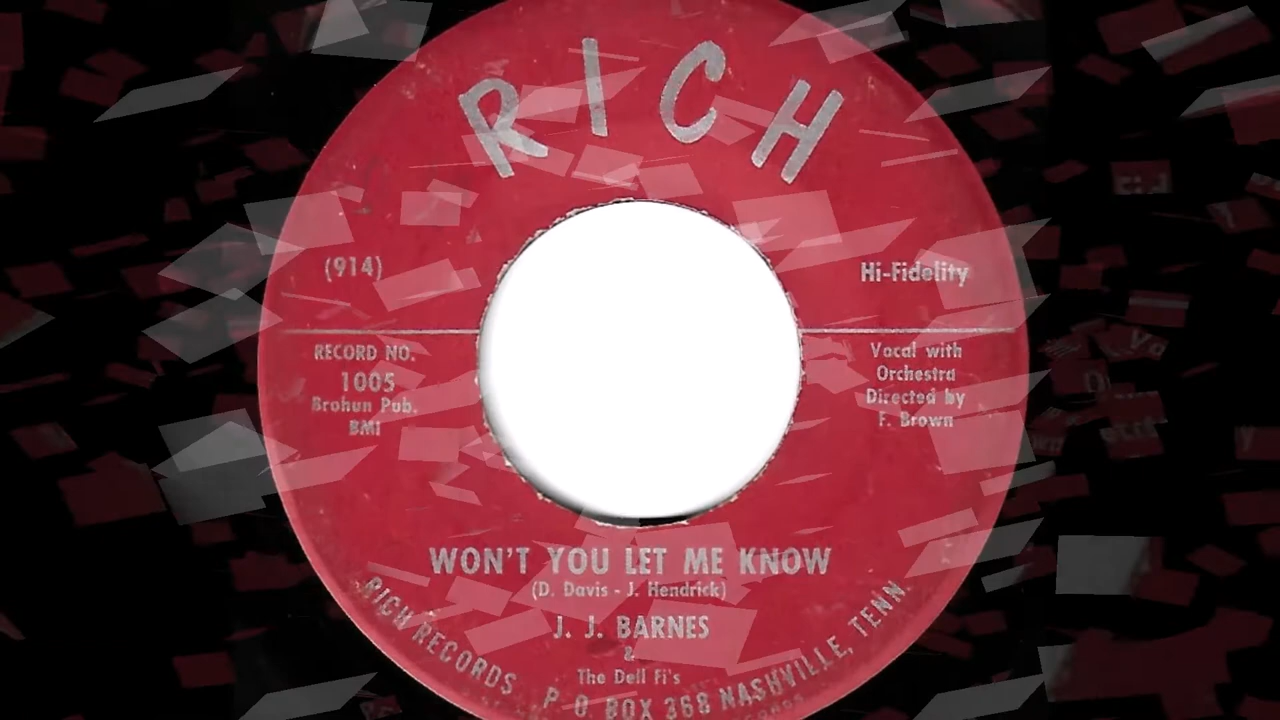 RICH
(914)
Hi-Fidelity
RECORD NO.
1005
Brohun Pub.
BMI
Vocal with
Orchestra
Directed by
F. Brown
WON'T YOU LET ME KNOW
(D. Davis - J. Hendrick)
J. J. BARNES
&
The Dell Fi's
RICH RECORDS P. O. BOX 368 NASHVILLE, TENN.